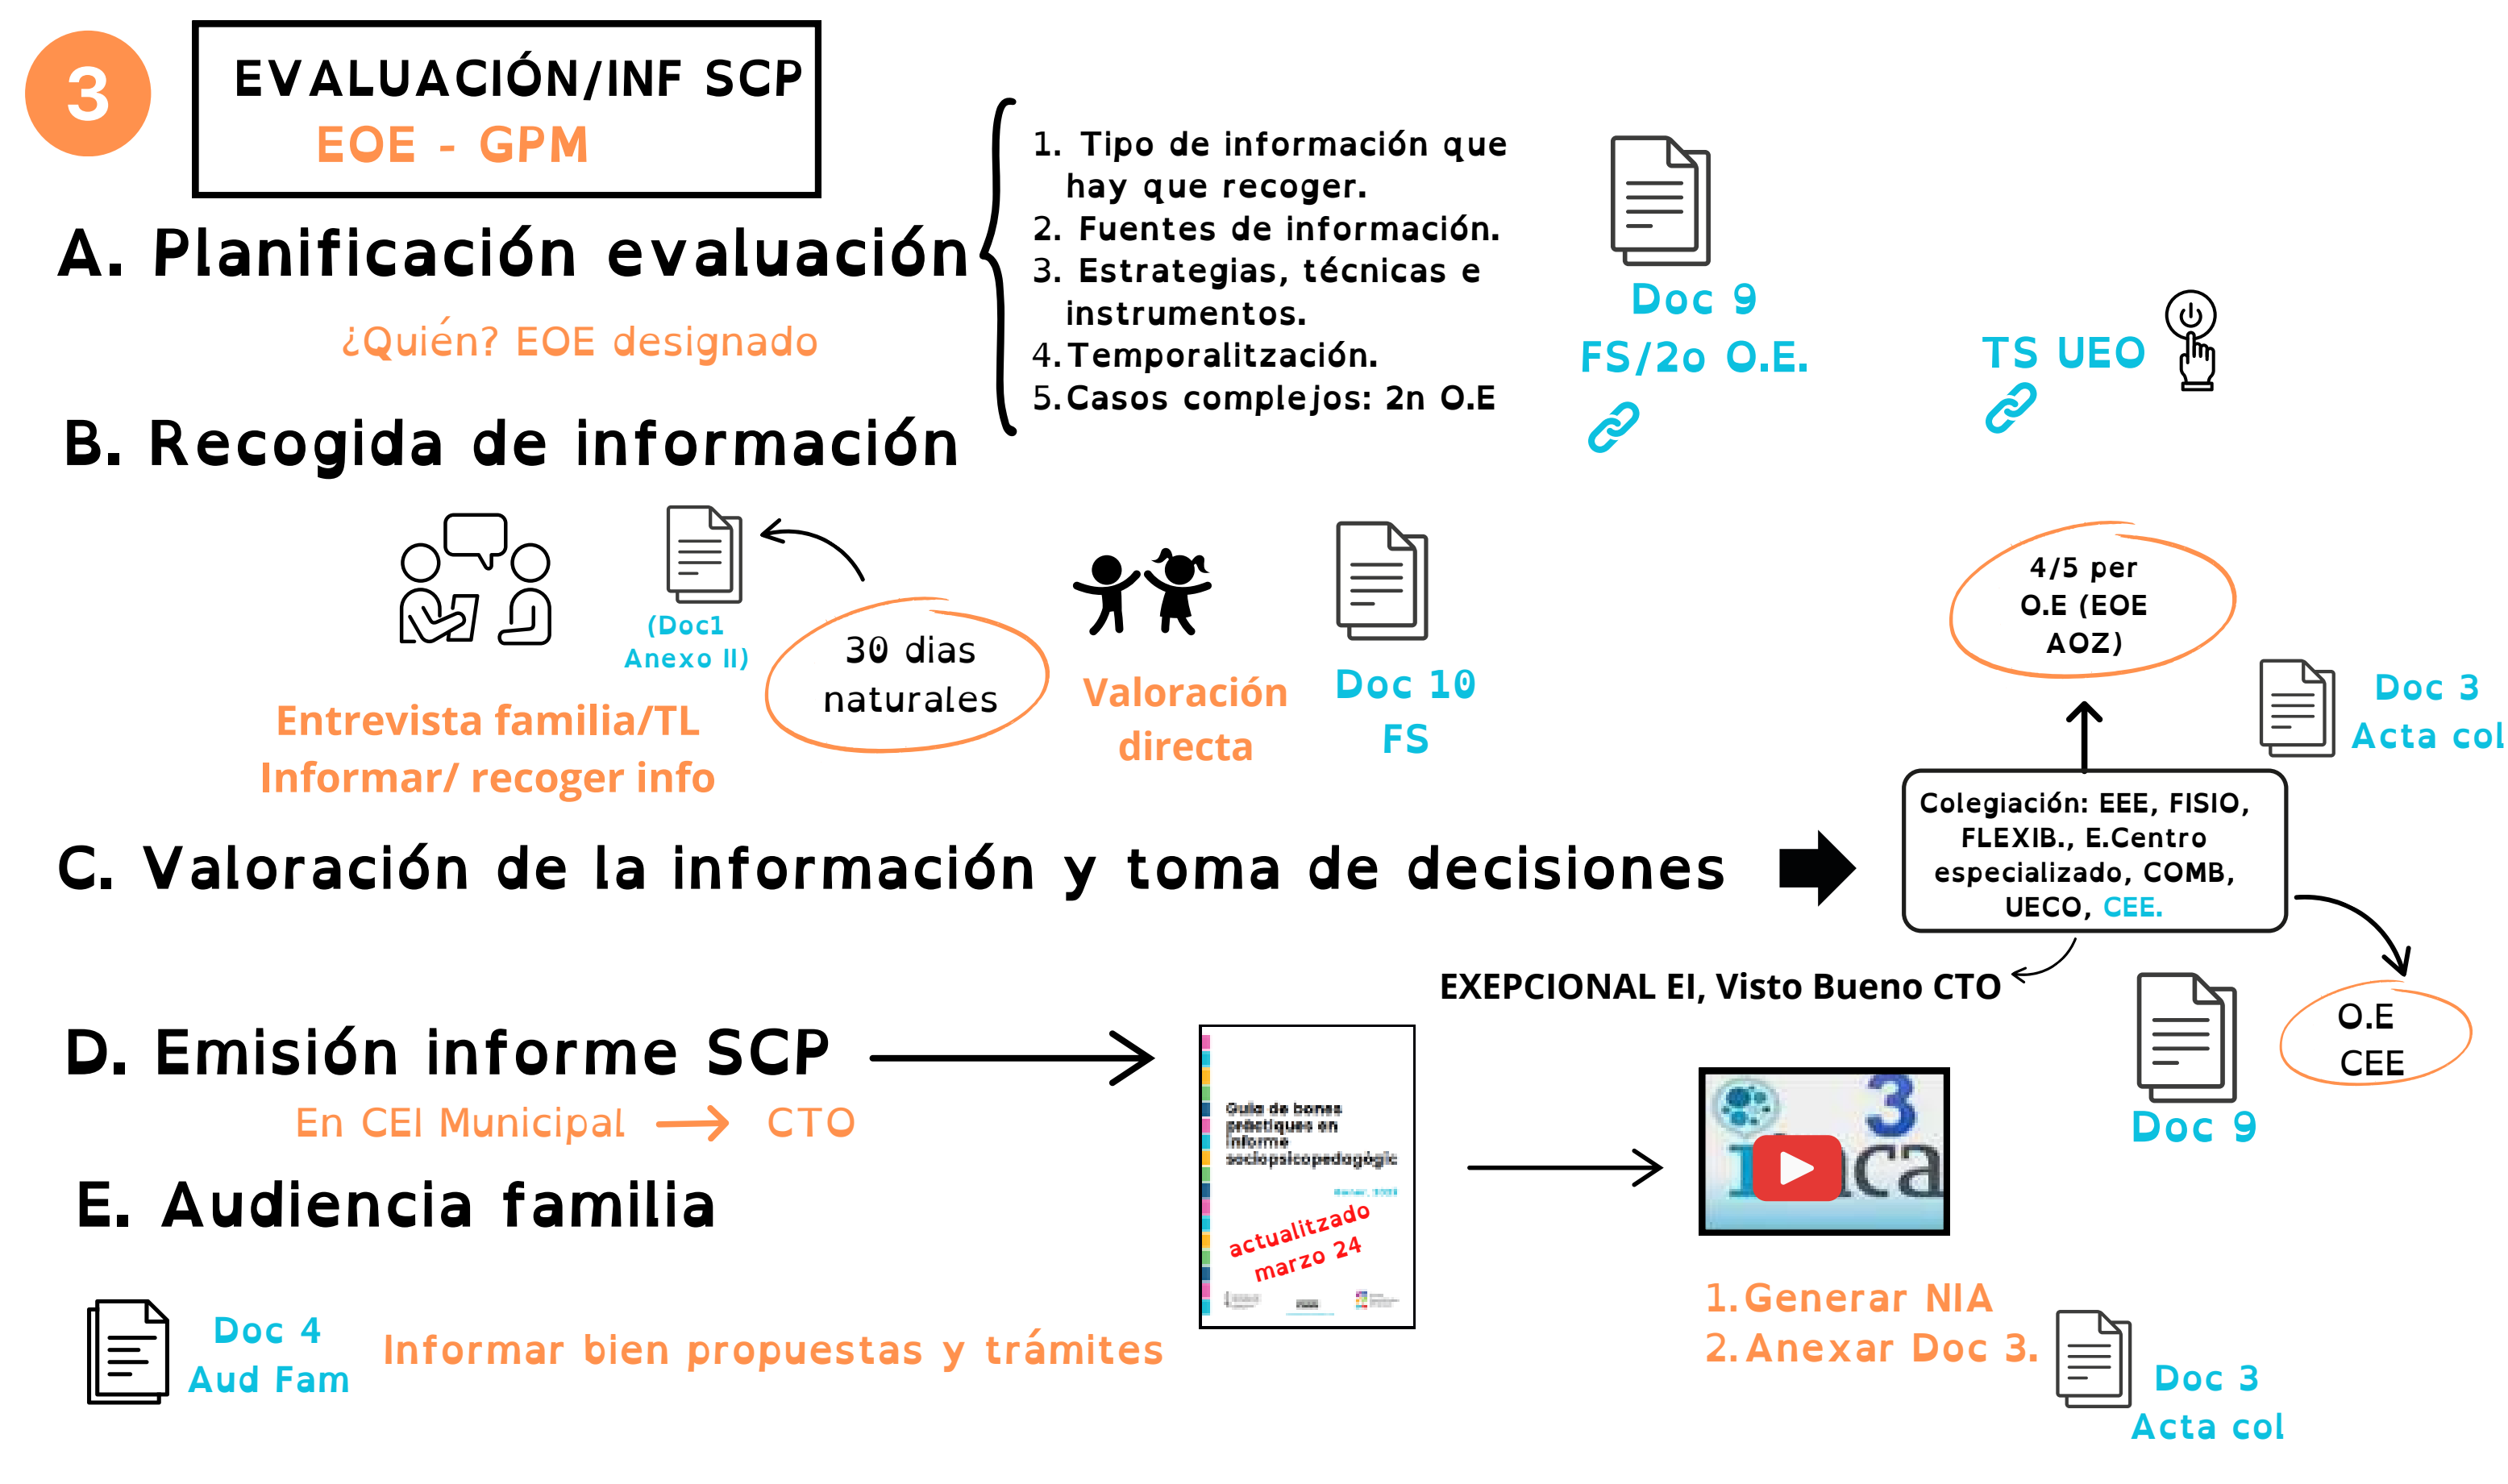 3
EVALUACIÓN/INF SCP
EOE - GPM
A. Planificación evaluación
¿Quién? EOE designado
1. Tipo de información que
hay que recoger.
2. Fuentes de información.
3. Estrategias, técnicas e
instrumentos.
4. Temporalitzación.
5. Casos complejos: 2n O.E
Doc 9
FS/2o O.E.
TS UEO
B. Recogida de información
(Doc1
Anexo II)
30 dias
naturales
Entrevista familia/TL
Informar/ recoger info
Valoración
directa
Doc 10
FS
4/5 per
O.E (EOE
AOZ)
Doc 3
Acta col
C. Valoración de la información y toma de decisiones
Colegiación: EEE, FISIO,
FLEXIB., E.Centro
especializado, COMB,
UECO, CEE.
EXEPCIONAL EI, Visto Bueno CTO
O.E
CEE
Doc 9
D. Emisión informe SCP
En CEI Municipal
CTO
Guia de bones
pràctiques en
informe
sociopsicopedagògic
actualitzado
marzo 24
3
ca
1. Generar NIA
2. Anexar Doc 3.
Doc 3
Acta col
E. Audiencia familia
Doc 4
Aud Fam
Informar bien propuestas y trámites